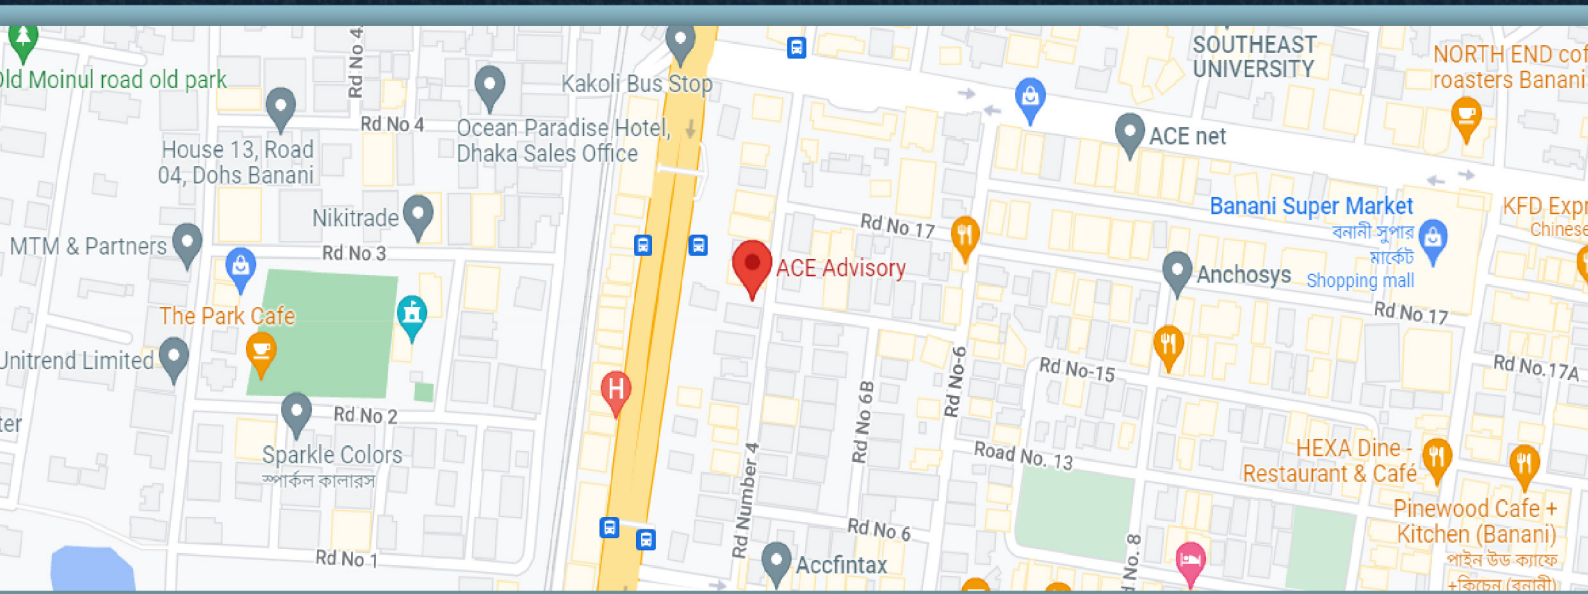 Old Moinul road old park
Rd No 4
House 13, Road
04, Dohs Banani
Rd No 4
Ocean Paradise Hotel,
Dhaka Sales Office
Kakoli Bus Stop
SOUTHEAST
UNIVERSITY
NORTH END cof
roasters Banani
ACE net
Nikitrade
MTM & Partners
Rd No 3
Rd No 17
Banani Super Market
বনানী সুপার
মার্কেট
Shopping mall
KFD Expr
Chinese
ACE Advisory
Anchosys
Rd No 17
The Park Cafe
Unitrend Limited
Rd No-6
Rd No-15
Rd No.17A
Rd No 6B
Rd No 2
ter
Sparkle Colors
স্পার্কল কালারস
Rd Number 4
Road No. 13
HEXA Dine -
Restaurant & Café
H
Pinewood Cafe +
Kitchen (Banani)
পাইন উড ক্যাফে
+কিচেন (বনানী)
Rd No 6
Rd No 1
Accfintax
d No. 8